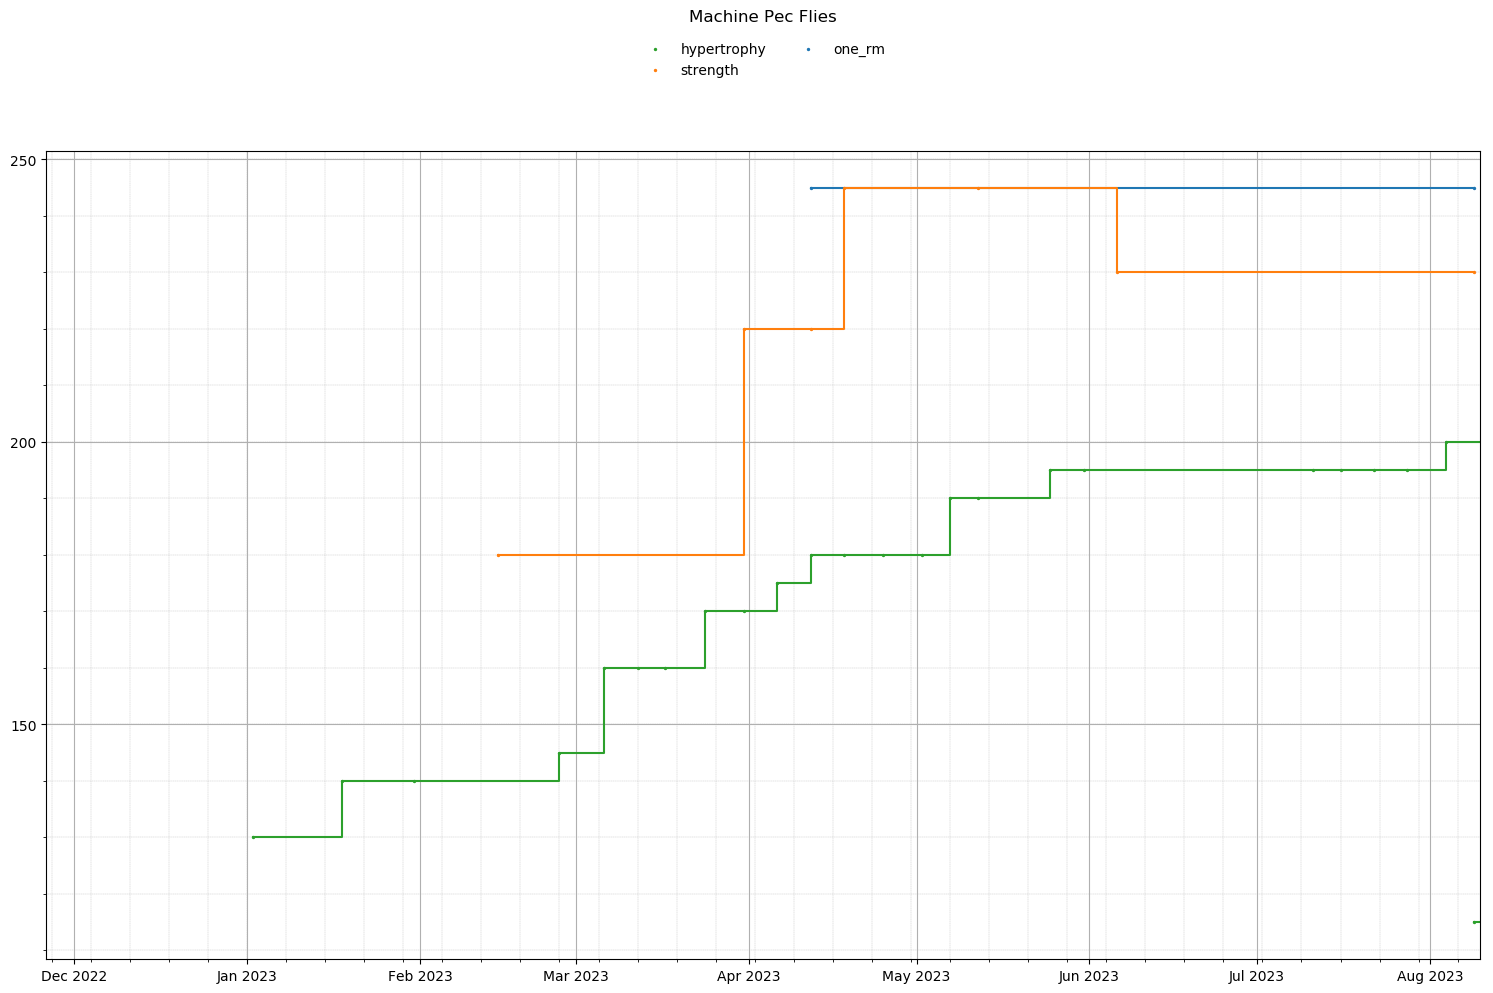 Machine Pec Flies
hypertrophy one_rm
strength
250
200
150
Dec 2022 Jan 2023 Feb 2023 Mar 2023 Apr 2023 May 2023 Jun 2023 Jul 2023 Aug 2023